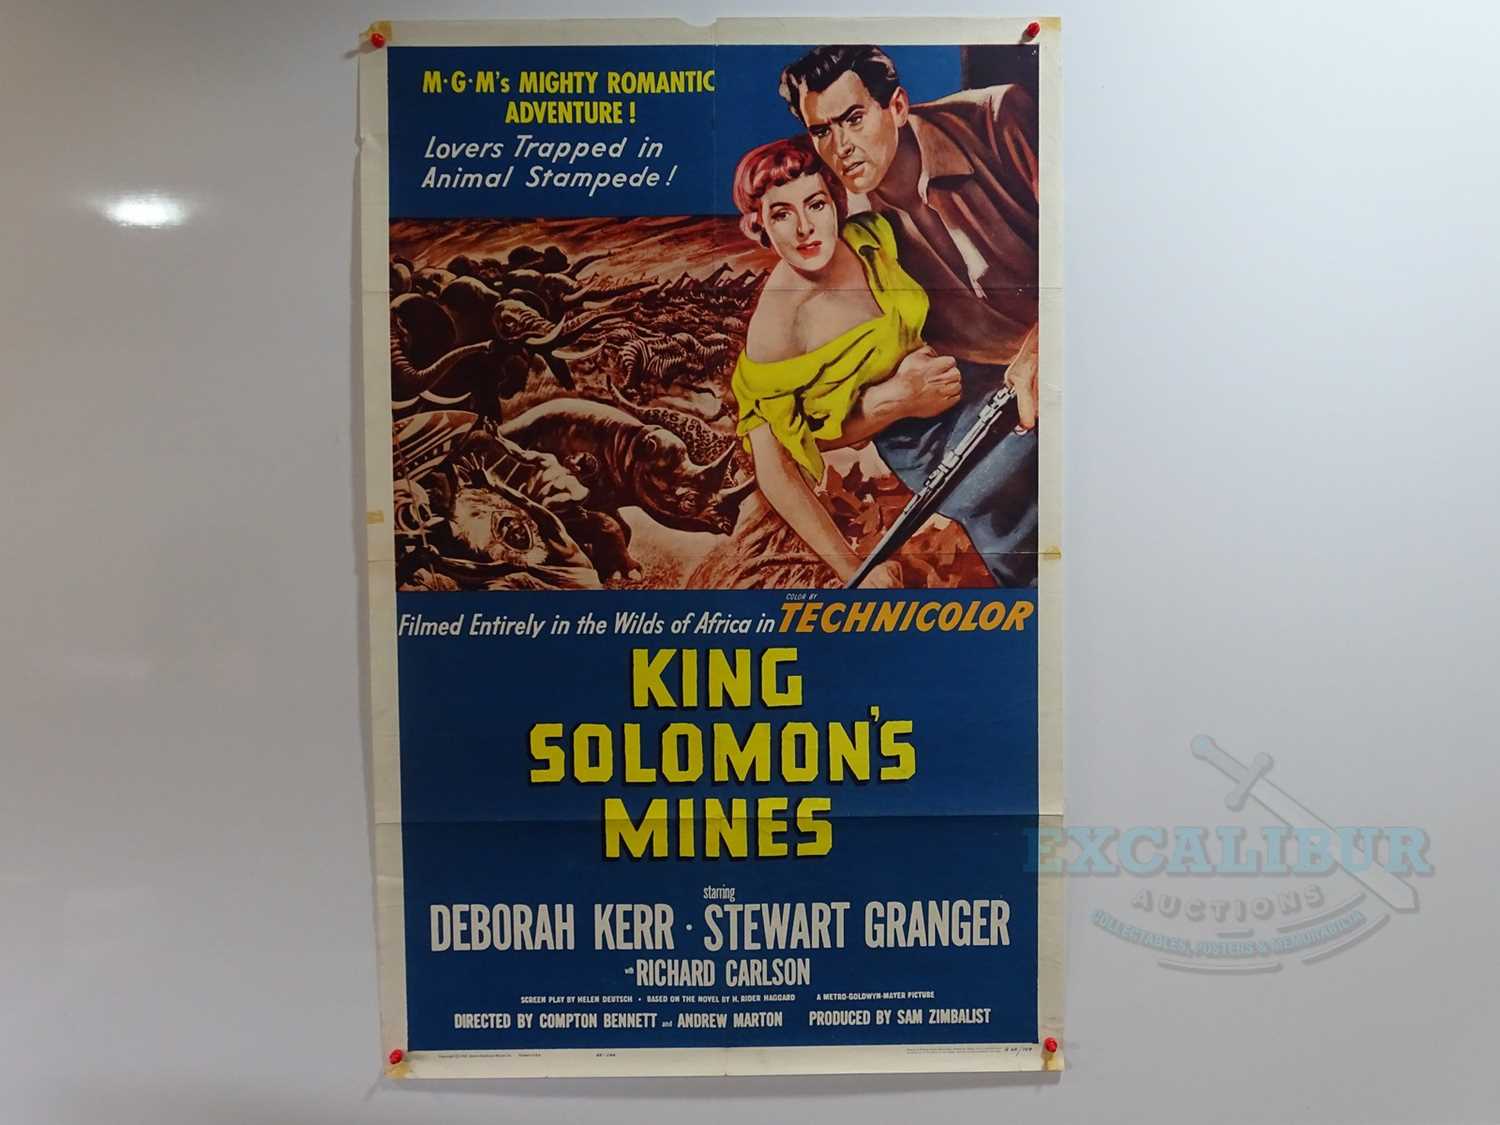 M·G·M's MIGHTY ROMANTIC
ADVENTURE!
Lovers Trapped in
Animal Stampede!
Filmed Entirely in the Wilds of Africa in COLOR BY TECHNICOLOR
KING
SOLOMON'S
MINES
starring
DEBORAH KERR · STEWART GRANGER
with RICHARD CARLSON
SCREEN PLAY BY HELEN DEUTSCH · BASED ON THE NOVEL BY H. RIDER HAGGARD A METRO-GOLDWYN-MAYER PICTURE
DIRECTED BY COMPTON BENNETT and ANDREW MARTON PRODUCED BY SAM ZIMBALIST
EXCALIBUR
AUCTIONS
COLLECTABLES, POSTERS & MEMORABILIA